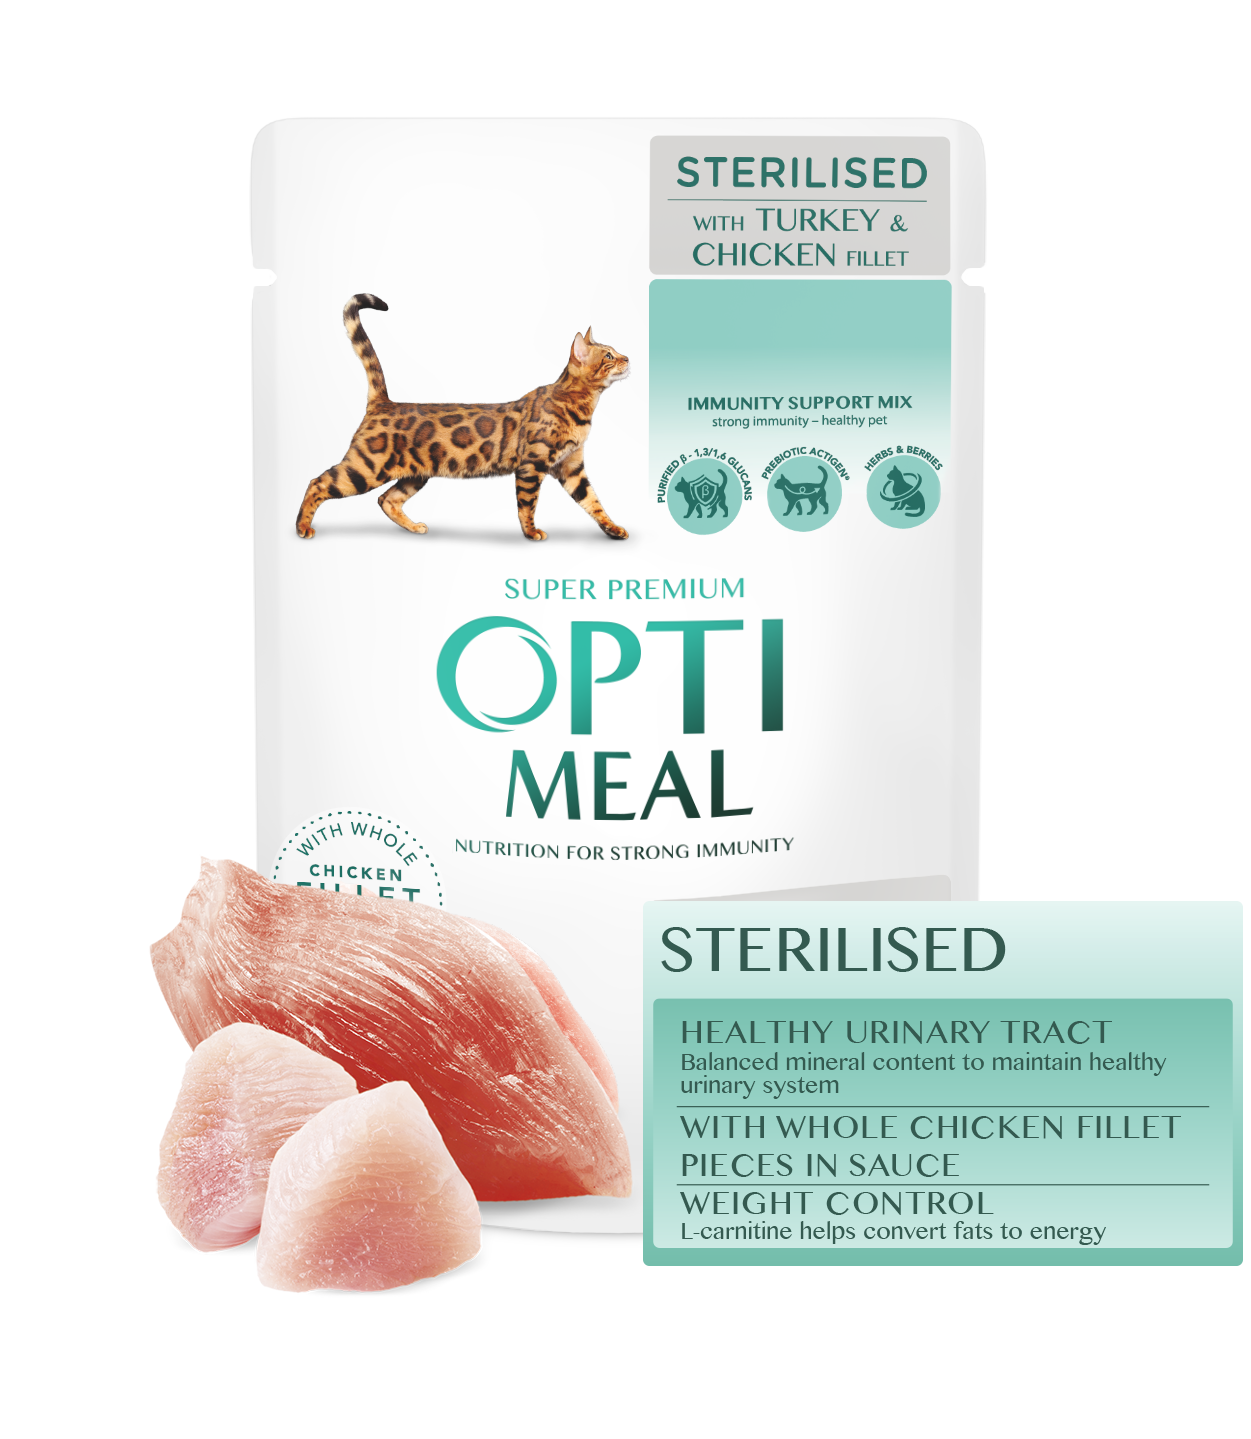 STERILISED
WITH TURKEY &
CHICKEN FILLET
IMMUNITY SUPPORT MIX
strong immunity – healthy pet
PURIFIED β - 1,3/1,6 GLUCANS
PREBIOTIC ACTIGEN®
HERBS & BERRIES
β
SUPER PREMIUM
OPTI
MEAL
NUTRITION FOR STRONG IMMUNITY
WITH WHOLE
CHICKEN
FILLET
STERILISED
HEALTHY URINARY TRACT
Balanced mineral content to maintain healthy
urinary system
WITH WHOLE CHICKEN FILLET
PIECES IN SAUCE
WEIGHT CONTROL
L-carnitine helps convert fats to energy